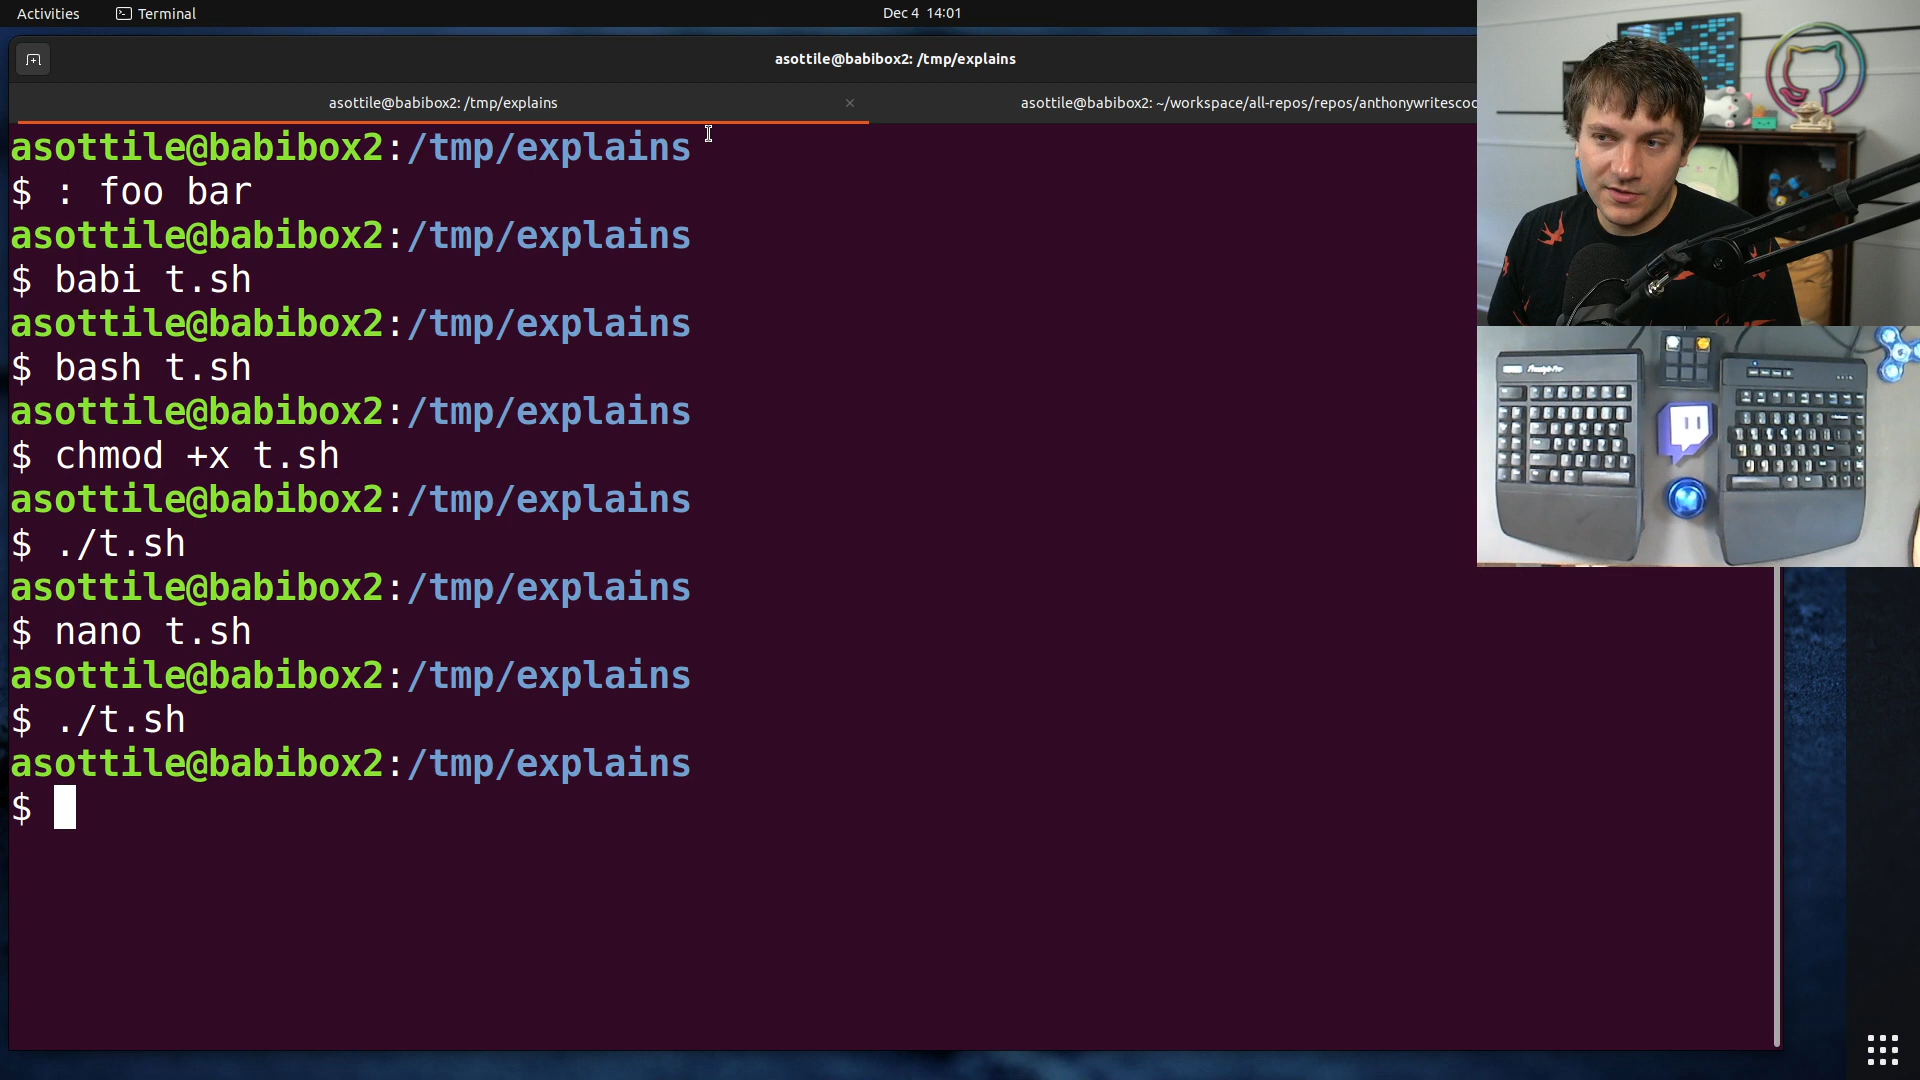 Activities
Terminal
Dec 4 14:01
asottile@babibox2: /tmp/explains
asottile@babibox2: /tmp/explains
asottile@babibox2: ~/workspace/all-repos/repos/anthonywritescod
asottile@babibox2:/tmp/explains
$ : foo bar
asottile@babibox2:/tmp/explains
$ babi t.sh
asottile@babibox2:/tmp/explains
$ bash t.sh
asottile@babibox2:/tmp/explains
$ chmod +x t.sh
asottile@babibox2:/tmp/explains
$ ./t.sh
asottile@babibox2:/tmp/explains
$ nano t.sh
asottile@babibox2:/tmp/explains
$ ./t.sh
asottile@babibox2:/tmp/explains
$